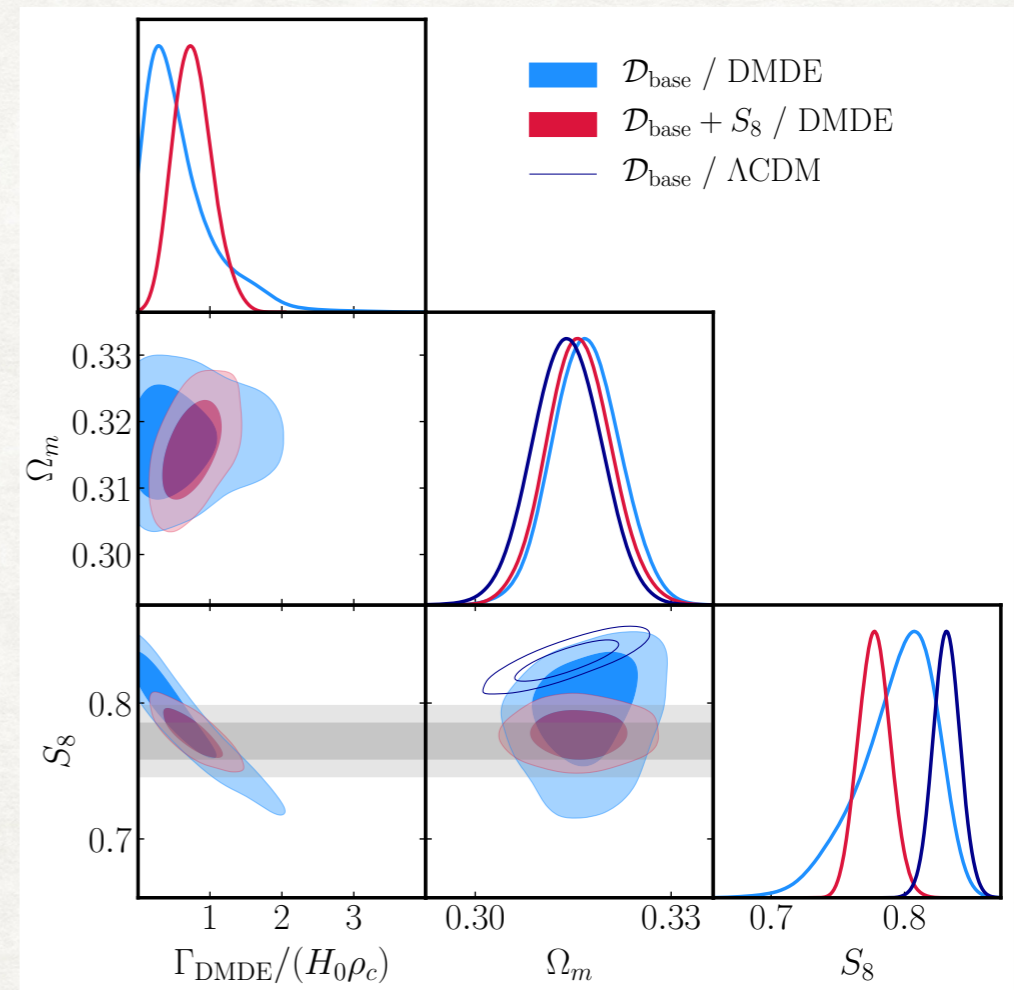 𝒟_base / DMDE
𝒟_base + S_8 / DMDE
𝒟_base / ΛCDM
0.33
0.32
0.31
0.30
Ω_m
0.8
0.7
S_8
1 2 3
0.30 0.33
0.7 0.8
Γ_DMDE/(H_0ρ_c)
Ω_m
S_8